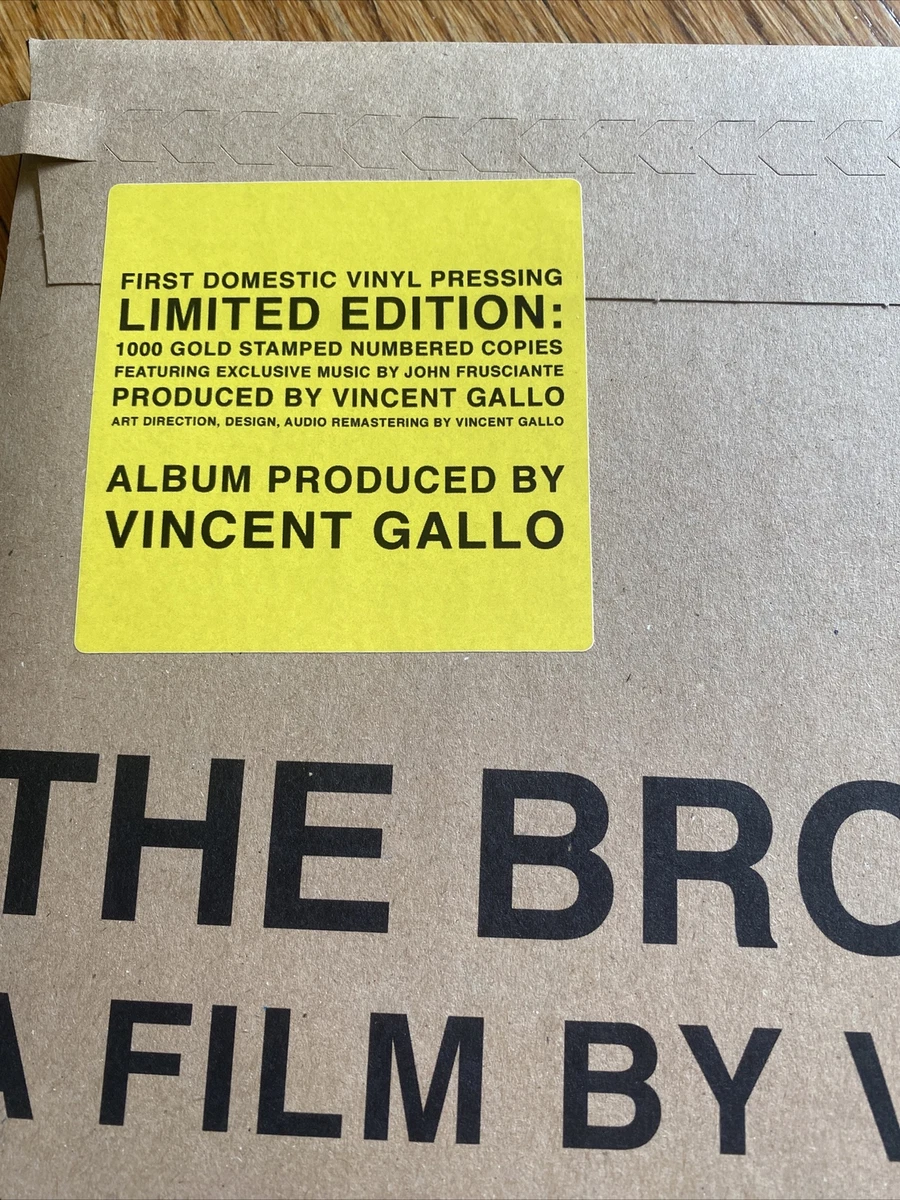 FIRST DOMESTIC VINYL PRESSING
LIMITED EDITION:
1000 GOLD STAMPED NUMBERED COPIES
FEATURING EXCLUSIVE MUSIC BY JOHN FRUSCIANTE
PRODUCED BY VINCENT GALLO
ART DIRECTION, DESIGN, AUDIO REMASTERING BY VINCENT GALLO
ALBUM PRODUCED BY
VINCENT GALLO
THE BRO
A FILM BY V